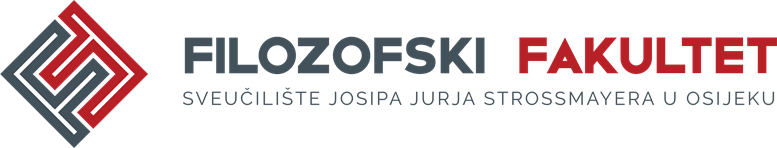 FILOZOFSKI FAKULTET
SVEUČILIŠTE JOSIPA JURJA STROSSMAYERA U OSIJEKU